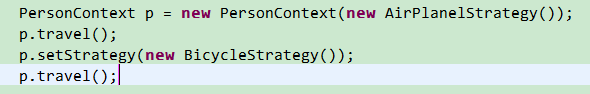 PersonContext p = new PersonContext(new AirPlanelStrategy());
p.travel();
p.setStrategy(new BicycleStrategy());
p.travel();